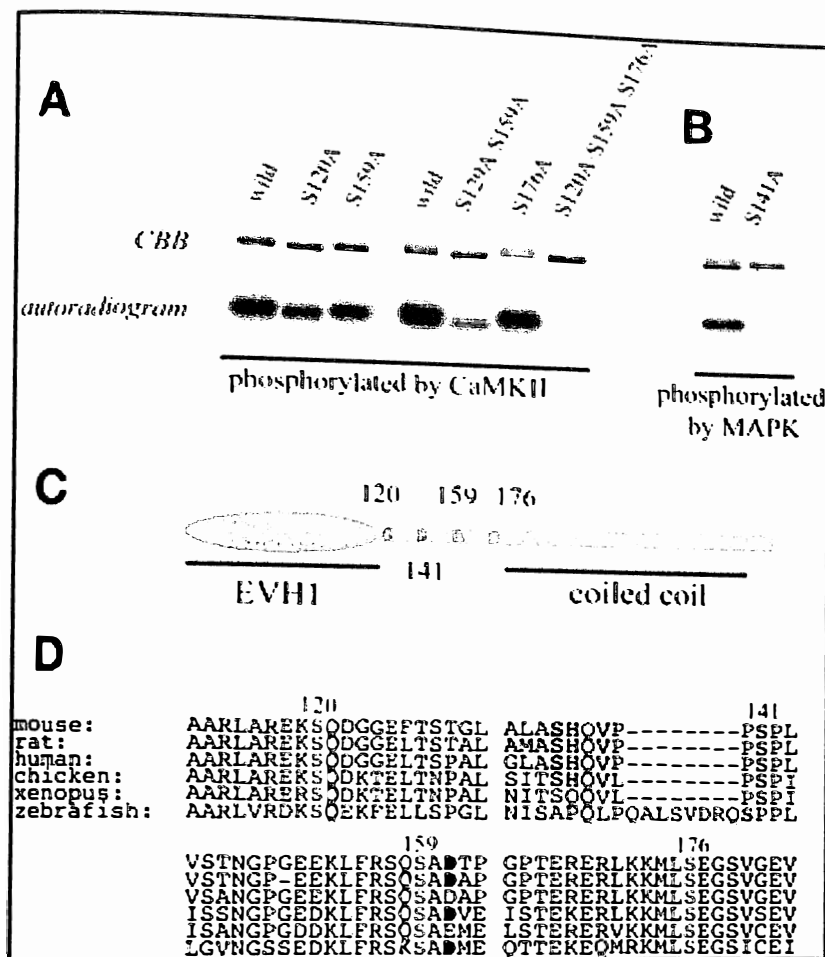 A
B
wild S120A S159A wild S129A S159A S176A S120A S159A S176A
wild S141A
CBB
autoradiogram
phosphorylated by CaMKII
phosphorylated
by MAPK
C
120 159 176
141
EVH1 coiled coil
D
120 141
mouse: AARLAREKSQDGGEFTSTGL ALASHQVP--------PSPL
rat: AARLAREKSQDGGELTSTAL AMASHQVP--------PSPL
human: AARLAREKSQDGGELTSPAL GLASHQVP--------PSPL
chicken: AARLAREKSQDKTELTNPAL SITSHQVL--------PSPI
xenopus: AARLARERSQDKTELTNPAL NITSQQVL--------PSPI
zebrafish: AARLVRDKSQEKFELLSPGL NISAPQLPQALSVDRQSPPL
159 176
VSTNGPGEEKLFRSQSADTP GPTERERLKKMLSEGSVGEV
VSTNGP-EEKLFRSQSADAP GPTERERLKKMLSEGSVGEV
VSANGPGEEKLFRSQSADAP GPTERERLKKMLSEGSVGEV
ISSNGPGEDKLFRSQSADVE ISTEKERLKKMLSEGSVSEV
ISANGPGDDKLFRSQSAEME LSTERERVKKMLSEGSVCEV
LGVNGSSEDKLFRSKSADME QTTEKEQMRKMLSEGSICEI